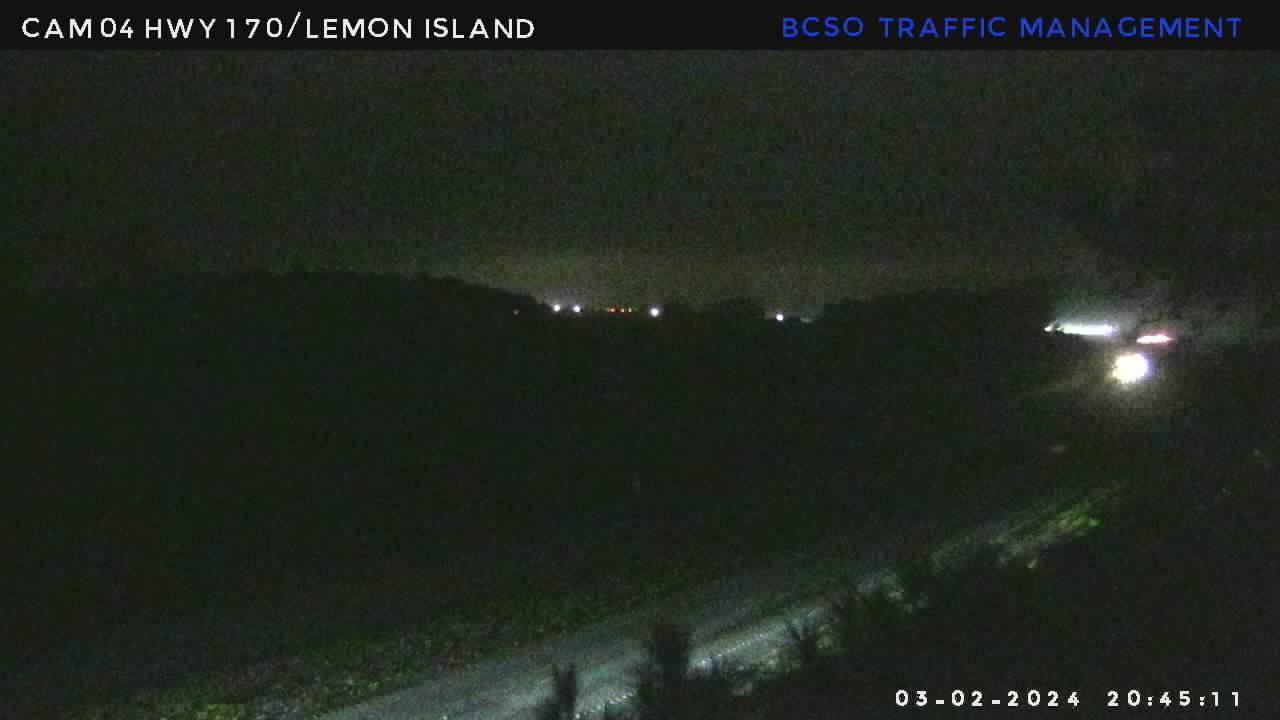 CAM04 HWY 170/LEMON ISLAND
BCSO TRAFFIC MANAGEMENT
03-02-2024 20:45:11